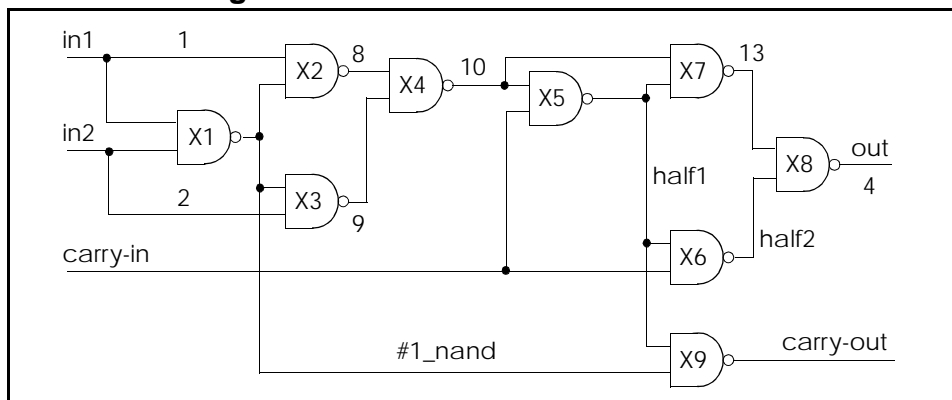 in1
1
X2
8
X4
10
X7
13
X5
in2
X1
X8
out
4
half1
2
X3
9
carry-in
X6
half2
#1_nand
X9
carry-out